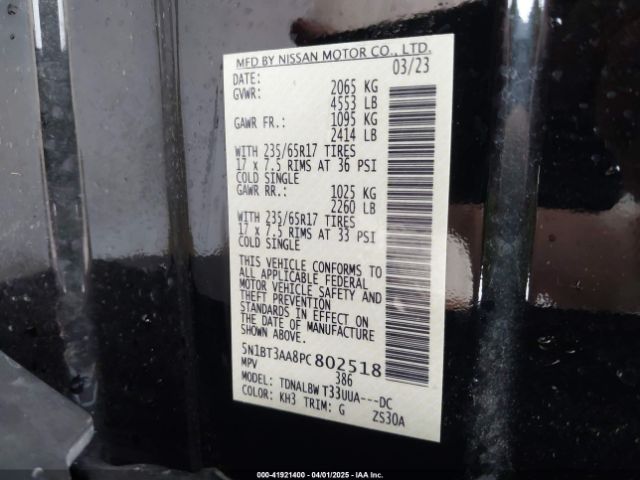 MFD BY NISSAN MOTOR CO., LTD.
DATE: 03/23
GVWR: 2065 KG
4553 LB
GAWR FR.: 1095 KG
2414 LB
WITH 235/65R17 TIRES
17 x 7.5 RIMS AT 36 PSI
COLD SINGLE
GAWR RR.: 1025 KG
2260 LB
WITH 235/65R17 TIRES
17 x 7.5 RIMS AT 33 PSI
COLD SINGLE
THIS VEHICLE CONFORMS TO
ALL APPLICABLE FEDERAL
MOTOR VEHICLE SAFETY AND
THEFT PREVENTION
STANDARDS IN EFFECT
ON THE DATE OF MANUFACTURE
SHOWN ABOVE.
5N1BT3AA8PC802518
MPV 386
MODEL: TDNALBW T33UUA---DC
COLOR: KH3 TRIM: G ZS30A
000-41921400 - 04/01/2025 - IAA Inc.